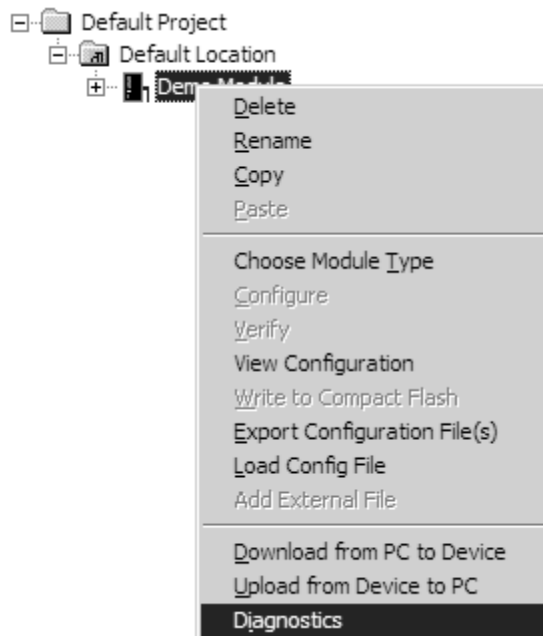 Default Project
Default Location
Demo Module
Delete
Rename
Copy
Paste
Choose Module Type
Configure
Verify
View Configuration
Write to Compact Flash
Export Configuration File(s)
Load Config File
Add External File
Download from PC to Device
Upload from Device to PC
Diagnostics